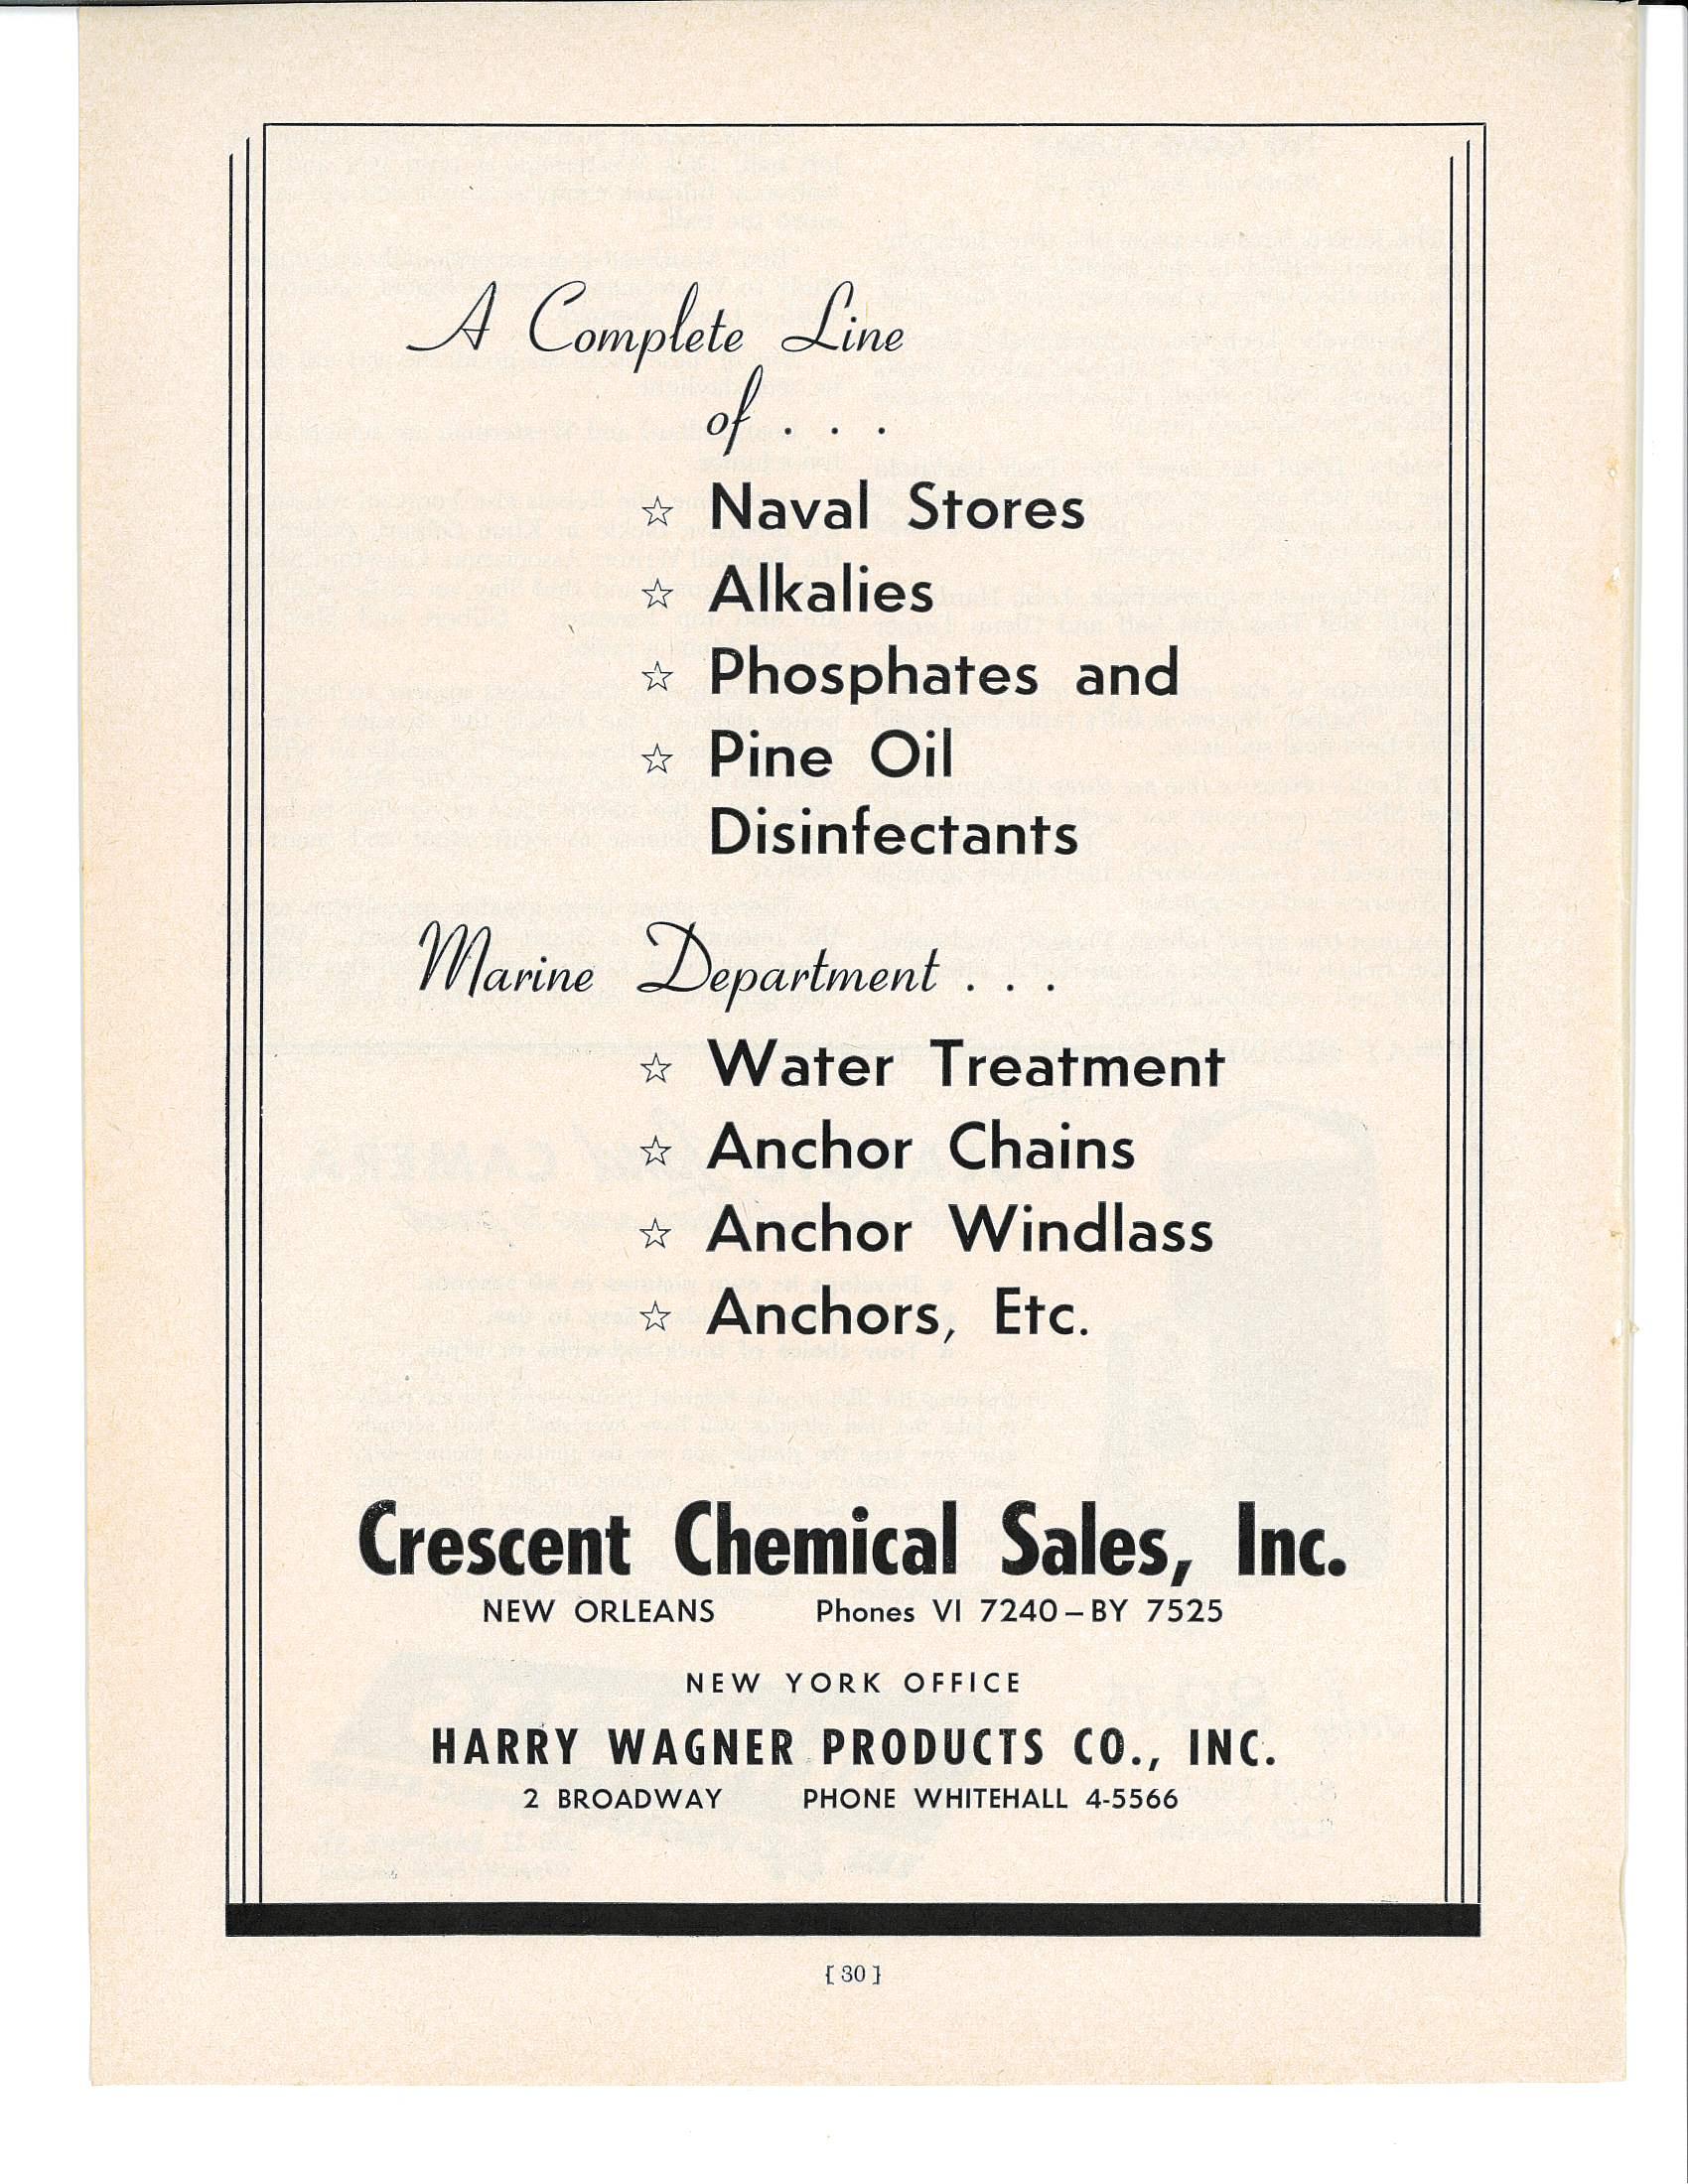 A Complete Line
of . . .
☆ Naval Stores
☆ Alkalies
☆ Phosphates and
☆ Pine Oil
Disinfectants
Marine Department . . .
☆ Water Treatment
☆ Anchor Chains
☆ Anchor Windlass
☆ Anchors, Etc.
Crescent Chemical Sales, Inc.
NEW ORLEANS Phones VI 7240 – BY 7525
NEW YORK OFFICE
HARRY WAGNER PRODUCTS CO., INC.
2 BROADWAY PHONE WHITEHALL 4-5566
[ 30 ]